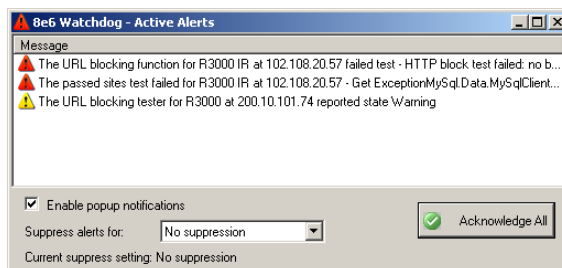 8e6 Watchdog - Active Alerts
Message
The URL blocking function for R3000 IR at 102.108.20.57 failed test - HTTP block test failed: no b...
The passed sites test failed for R3000 IR at 102.108.20.57 - Get ExceptionMySql.Data.MySqlClient...
The URL blocking tester for R3000 at 200.10.101.74 reported state Warning
Enable popup notifications
Suppress alerts for: No suppression
Acknowledge All
Current suppress setting: No suppression